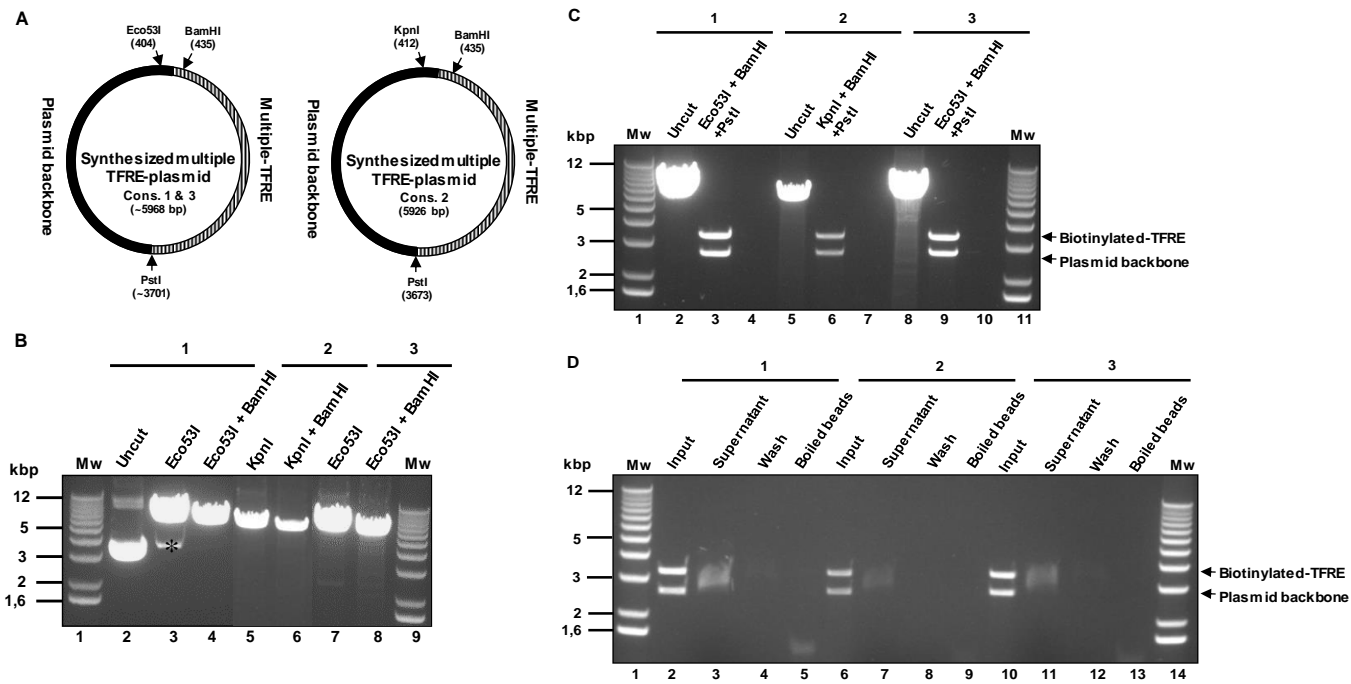 A
Eco53I
(404)
BamHI
(435)
Plasmid backbone
Synthesized multiple
TFRE-plasmid
Cons. 1 & 3
(~5968 bp)
Multiple-TFRE
PstI
(~3701)
KpnI
(412)
BamHI
(435)
Plasmid backbone
Synthesized multiple
TFRE-plasmid
Cons. 2
(5926 bp)
Multiple-TFRE
PstI
(3673)
B
1 2 3
kbp Mw Uncut Eco53I Eco53I + BamHI KpnI KpnI + BamHI Eco53I Eco53I + BamHI Mw
12
5
3
2
1,6
*
1 2 3 4 5 6 7 8 9
C
1 2 3
kbp Mw Uncut Eco53I + BamHI +PstI Uncut KpnI + BamHI +PstI Uncut Eco53I + BamHI +PstI Mw
12
5
3
2
1,6
Biotinylated-TFRE
Plasmid backbone
1 2 3 4 5 6 7 8 9 10 11
D
1 2 3
kbp Mw Input Supernatant Wash Boiled beads Input Supernatant Wash Boiled beads Input Supernatant Wash Boiled beads Mw
12
5
3
2
1,6
Biotinylated-TFRE
Plasmid backbone
1 2 3 4 5 6 7 8 9 10 11 12 13 14